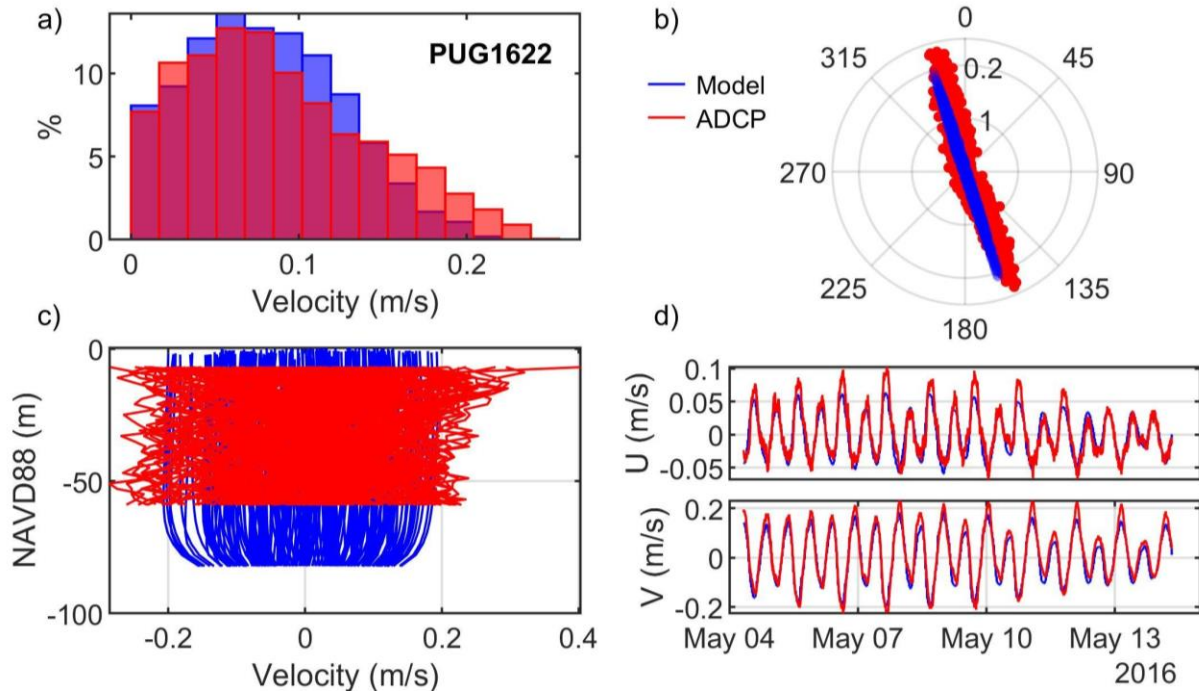 a)
PUG1622
10
5
0
%
0 0.1 0.2
Velocity (m/s)
b)
0
45
90
135
180
225
270
315
0.2
1
Model
ADCP
c)
0
-50
-100
NAVD88 (m)
-0.2 0 0.2 0.4
Velocity (m/s)
d)
0.1
0.05
0
-0.05
U (m/s)
0.2
0
-0.2
V (m/s)
May 04 May 07 May 10 May 13
2016